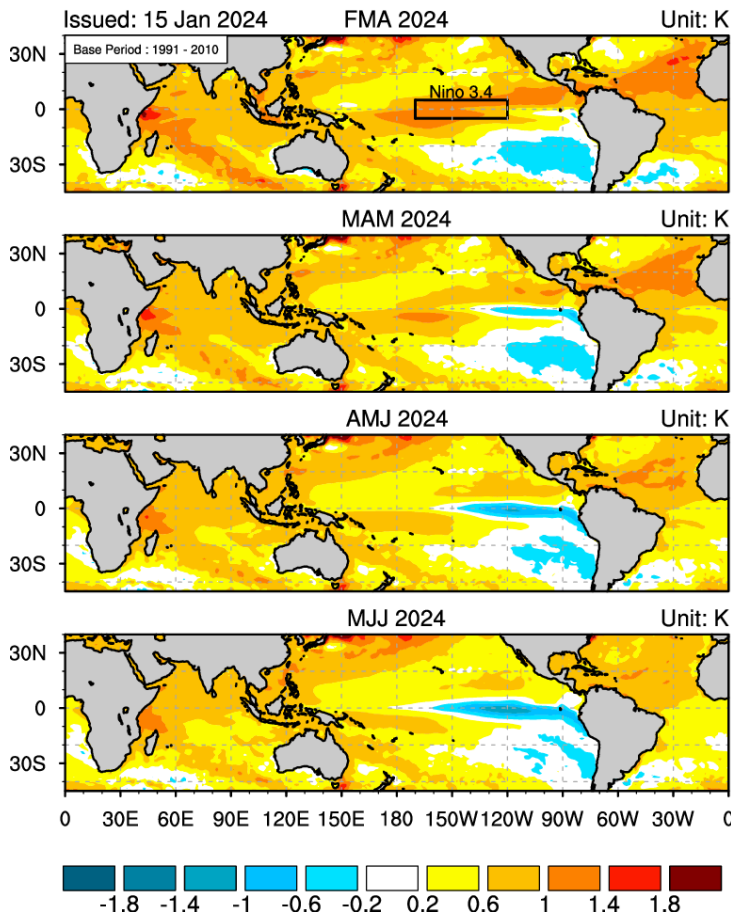 Issued: 15 Jan 2024 FMA 2024 Unit: K
Base Period : 1991 - 2010
30N
Nino 3.4
0
30S
MAM 2024 Unit: K
30N
0
30S
AMJ 2024 Unit: K
30N
0
30S
MJJ 2024 Unit: K
30N
0
30S
0 30E 60E 90E 120E 150E 180 150W 120W 90W 60W 30W 0
-1.8 -1.4 -1 -0.6 -0.2 0.2 0.6 1 1.4 1.8